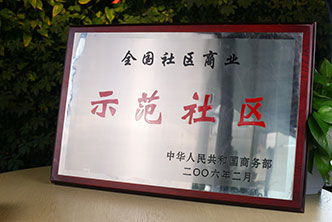 全国社区商业
示范社区
中华人民共和国商务部
二〇〇六年二月